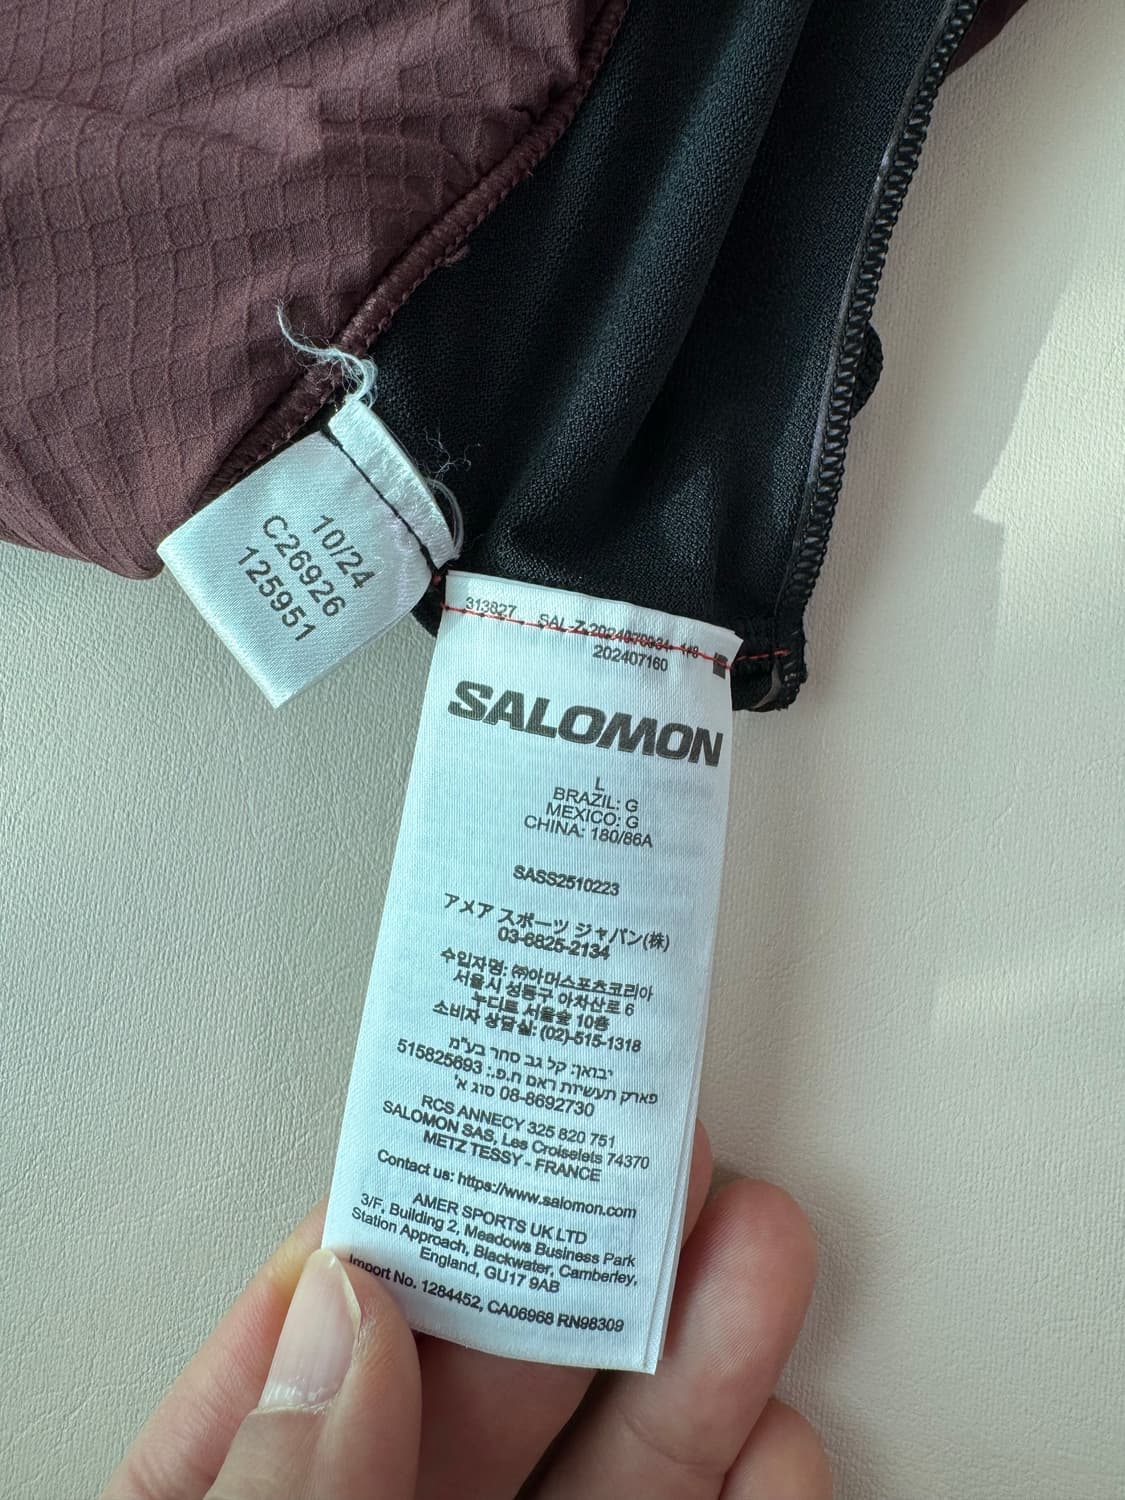 10/24
C26926
125951
313827 SAL-Z-2024070034- 1#8
202407160
SALOMON
L
BRAZIL: G
MEXICO: G
CHINA: 180/86A
SASS2510223
アメア スポーツ ジャパン(株)
03-6825-2134
수입자명: ㈜아머스포츠코리아
서울시 성동구 아차산로 6
누디트 서울숲 10층
소비자 상담실: (02)-515-1318
יבואן: קל גב סחר בע"מ
פארק תעשיות ראם ח.פ.: 515825693
08-8692730 סוג א'
RCS ANNECY 325 820 751
SALOMON SAS, Les Croiselets 74370
METZ TESSY - FRANCE
Contact us: https://www.salomon.com
AMER SPORTS UK LTD
3/F, Building 2, Meadows Business Park
Station Approach, Blackwater, Camberley,
England, GU17 9AB
Import No. 1284452, CA06968 RN98309